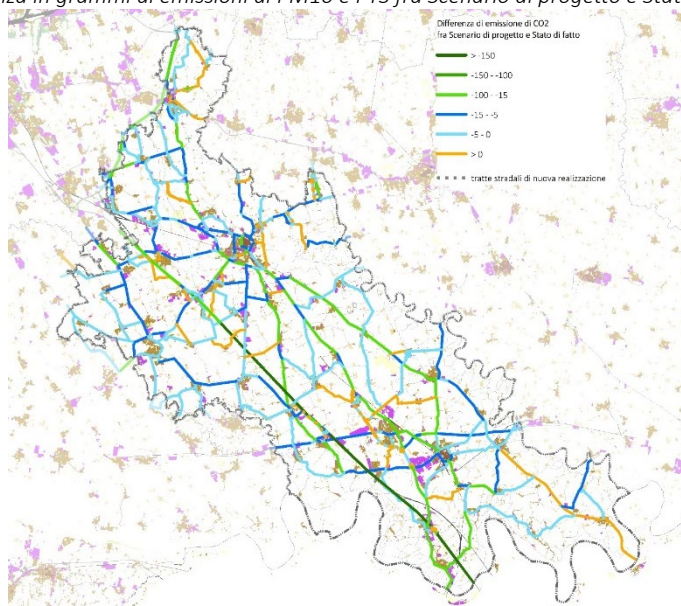 in grammi di emissioni di PM10 e PTS fra Scenario di progetto e
Differenza di emissione di CO2
fra Scenario di progetto e Stato di fatto
> -150
-150 - -100
-100 - -15
-15 - -5
-5 - 0
> 0
tratte stradali di nuova realizzazione